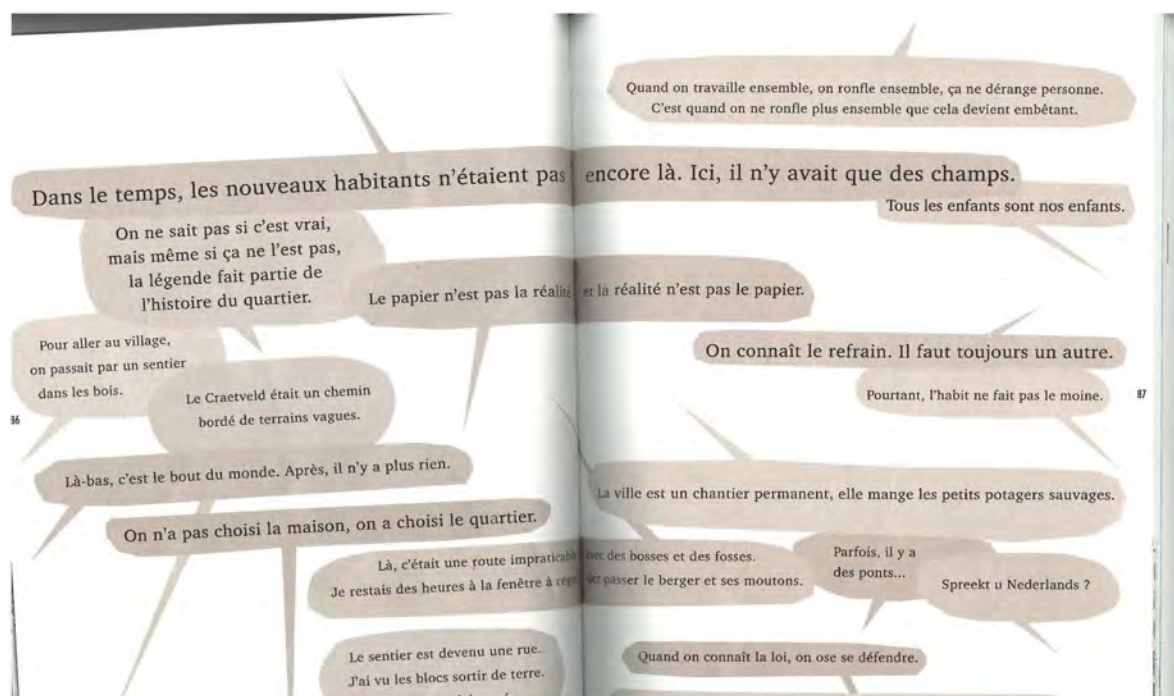 Quand on travaille ensemble, on ronfle ensemble, ça ne dérange personne.
C'est quand on ne ronfle plus ensemble que cela devient embêtant.
Dans le temps, les nouveaux habitants n'étaient pas encore là. Ici, il n'y avait que des champs.
Tous les enfants sont nos enfants.
On ne sait pas si c'est vrai,
mais même si ça ne l'est pas,
la légende fait partie de
l'histoire du quartier.
Le papier n'est pas la réalité et la réalité n'est pas le papier.
Pour aller au village,
on passait par un sentier
dans les bois.
On connaît le refrain. Il faut toujours un autre.
Le Craetveld était un chemin
bordé de terrains vagues.
Pourtant, l'habit ne fait pas le moine.
86
87
Là-bas, c'est le bout du monde. Après, il n'y a plus rien.
La ville est un chantier permanent, elle mange les petits potagers sauvages.
On n'a pas choisi la maison, on a choisi le quartier.
Là, c'était une route impraticable avec des bosses et des fosses.
Je restais des heures à la fenêtre à passer le berger et ses moutons.
Parfois, il y a
des ponts...
Spreekt u Nederlands ?
Le sentier est devenu une rue.
J'ai vu les blocs sortir de terre.
Quand on connaît la loi, on ose se défendre.